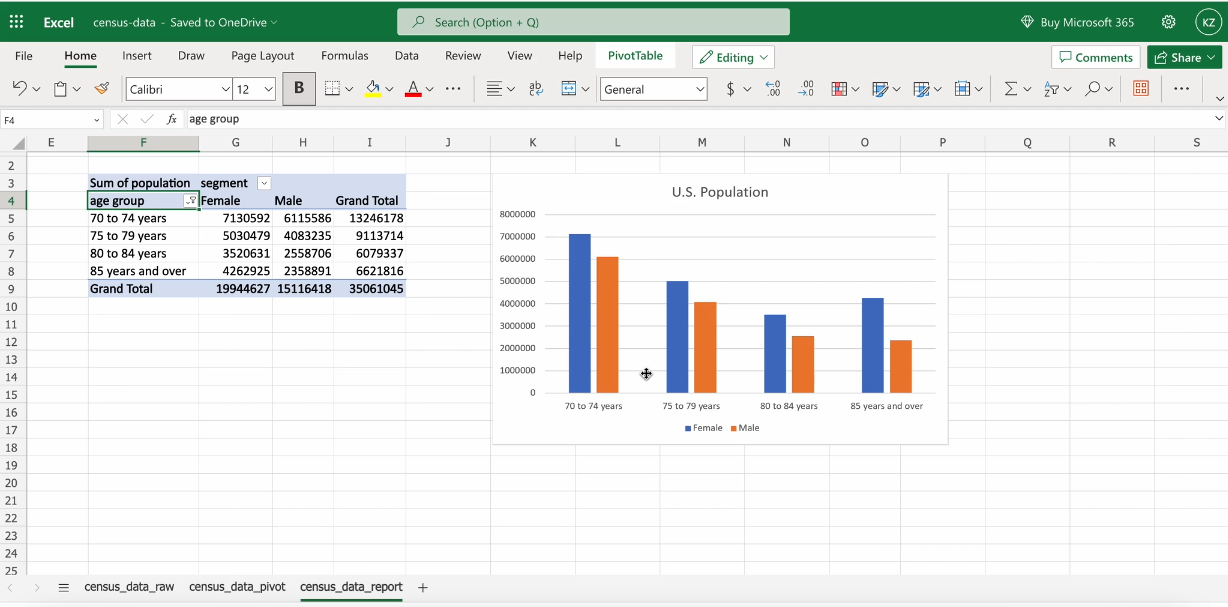 Excel census-data - Saved to OneDrive Search (Option + Q) Buy Microsoft 365 KZ
File Home Insert Draw Page Layout Formulas Data Review View Help PivotTable Editing Comments Share
Calibri 12 B A ab General $ .00 .00
F4 fx age group
E F G H I J K L M N O P Q R S
2
3 Sum of population segment
4 age group Female Male Grand Total
5 70 to 74 years 7130592 6115586 13246178
6 75 to 79 years 5030479 4083235 9113714
7 80 to 84 years 3520631 2558706 6079337
8 85 years and over 4262925 2358891 6621816
9 Grand Total 19944627 15116418 35061045
10
11
12
13
14
15
16
17
18
19
20
21
22
23
24
25
U.S. Population
8000000
7000000
6000000
5000000
4000000
3000000
2000000
1000000
0
70 to 74 years 75 to 79 years 80 to 84 years 85 years and over
Female Male
census_data_raw census_data_pivot census_data_report